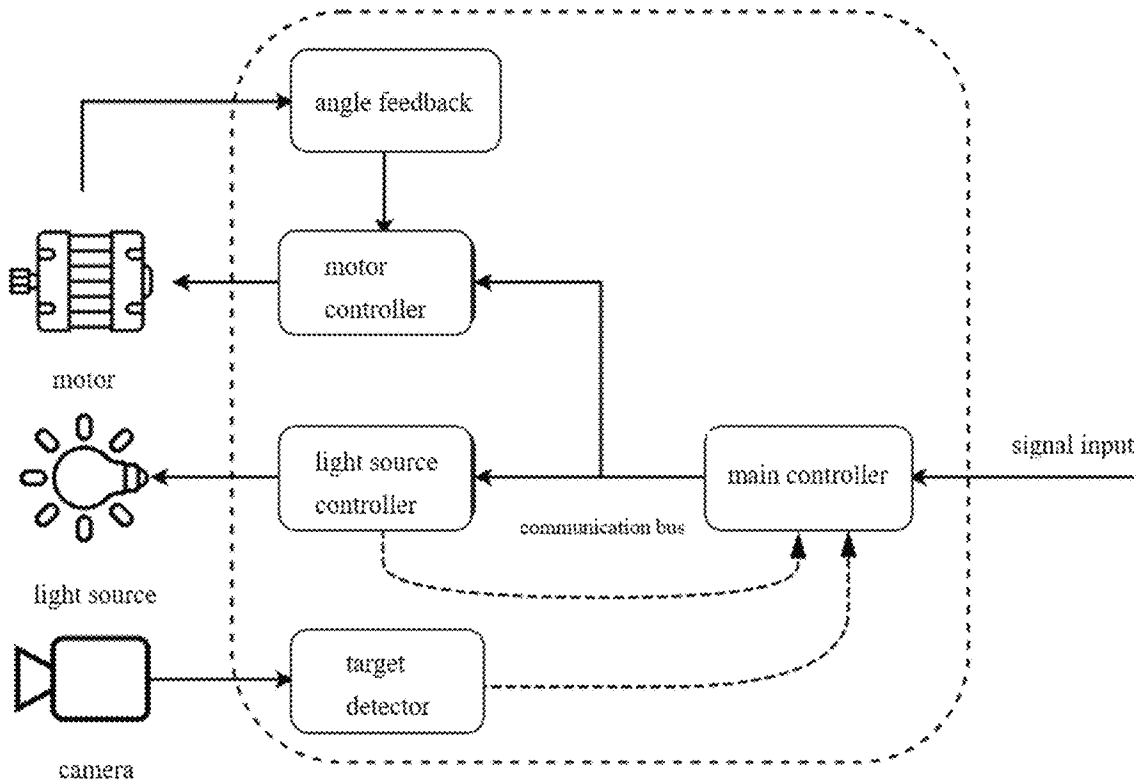 angle feedback
motor
controller
motor
light source
controller
main controller
signal input
communication bus
light source
target
detector
camera